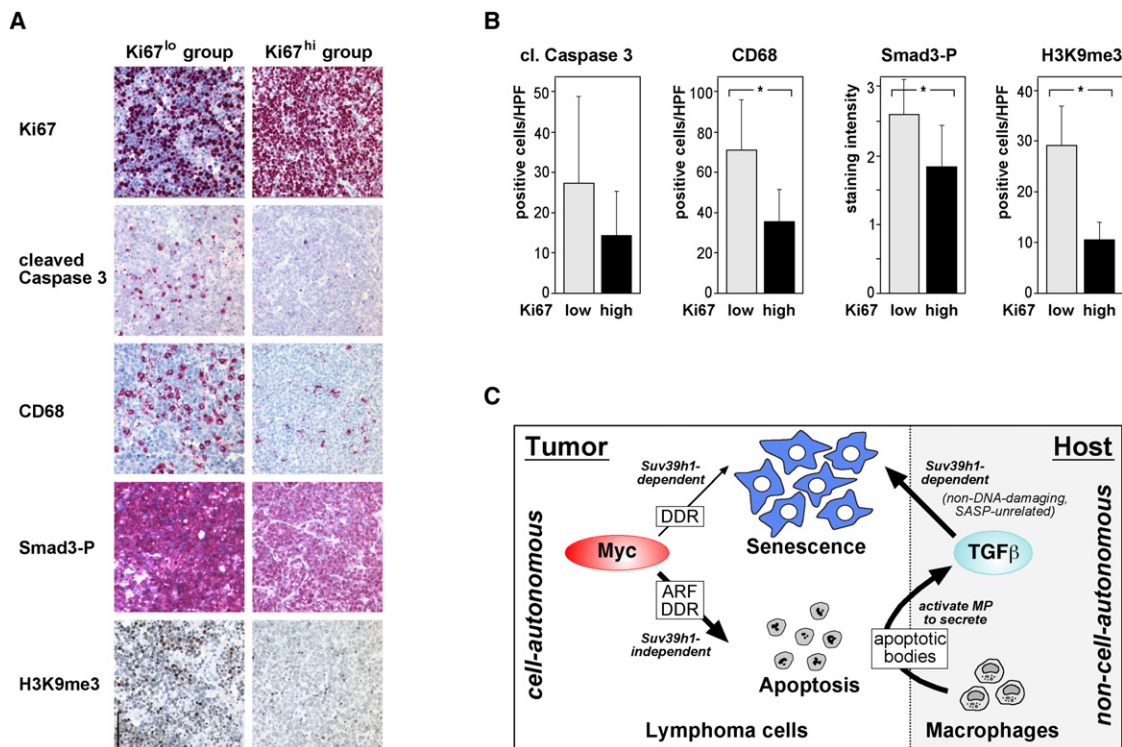 A
Ki67lo group
Ki67hi group
Ki67
cleaved
Caspase 3
CD68
Smad3-P
H3K9me3
B
cl. Caspase 3
positive cells/HPF
50
40
30
20
10
0
Ki67 low high
CD68
*
positive cells/HPF
100
80
60
40
20
0
Ki67 low high
Smad3-P
*
staining intensity
3
2
1
0
Ki67 low high
H3K9me3
*
positive cells/HPF
40
30
20
10
0
Ki67 low high
C
Tumor
Host
cell-autonomous
non-cell-autonomous
Suv39h1-
dependent
DDR
Myc
ARF
DDR
Suv39h1-
independent
Senescence
Apoptosis
Suv39h1-
dependent
(non-DNA-damaging,
SASP-unrelated)
TGFβ
activate MP
to secrete
apoptotic
bodies
Lymphoma cells
Macrophages